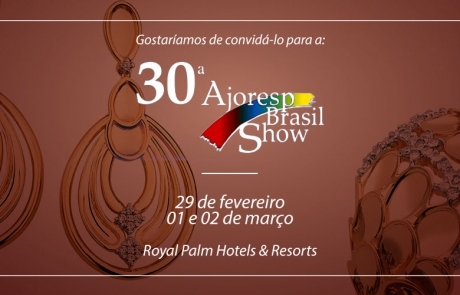 Gostaríamos de convidá-lo para a:
30ª Ajoresp
Brasil
Show
29 de fevereiro
01 e 02 de março
Royal Palm Hotels & Resorts